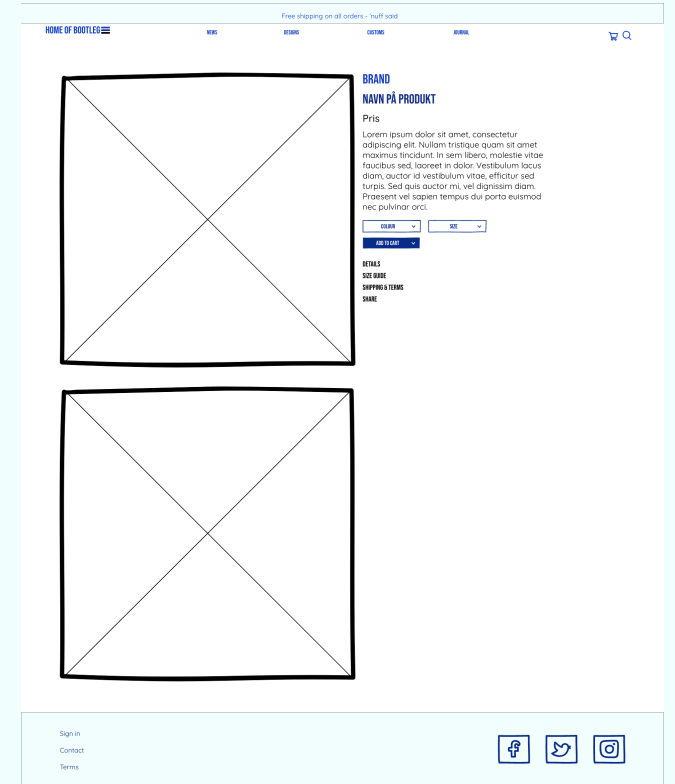 Free shipping on all orders - 'nuff said
HOME OF BOOTLEG
NEWS
DESIGNS
CUSTOMS
JOURNAL
BRAND
NAVN PÅ PRODUKT
Pris
Lorem ipsum dolor sit amet, consectetur
adipiscing elit. Nullam tristique quam sit amet
maximus tincidunt. In sem libero, molestie vitae
faucibus sed, laoreet in dolor. Vestibulum lacus
diam, auctor id vestibulum vitae, efficitur sed
turpis. Sed quis auctor mi, vel dignissim diam.
Praesent vel sapien tempus dui porta euismod
nec pulvinar orci.
COLOUR
SIZE
ADD TO CART
DETAILS
SIZE GUIDE
SHIPPING & TERMS
SHARE
Sign in
Contact
Terms